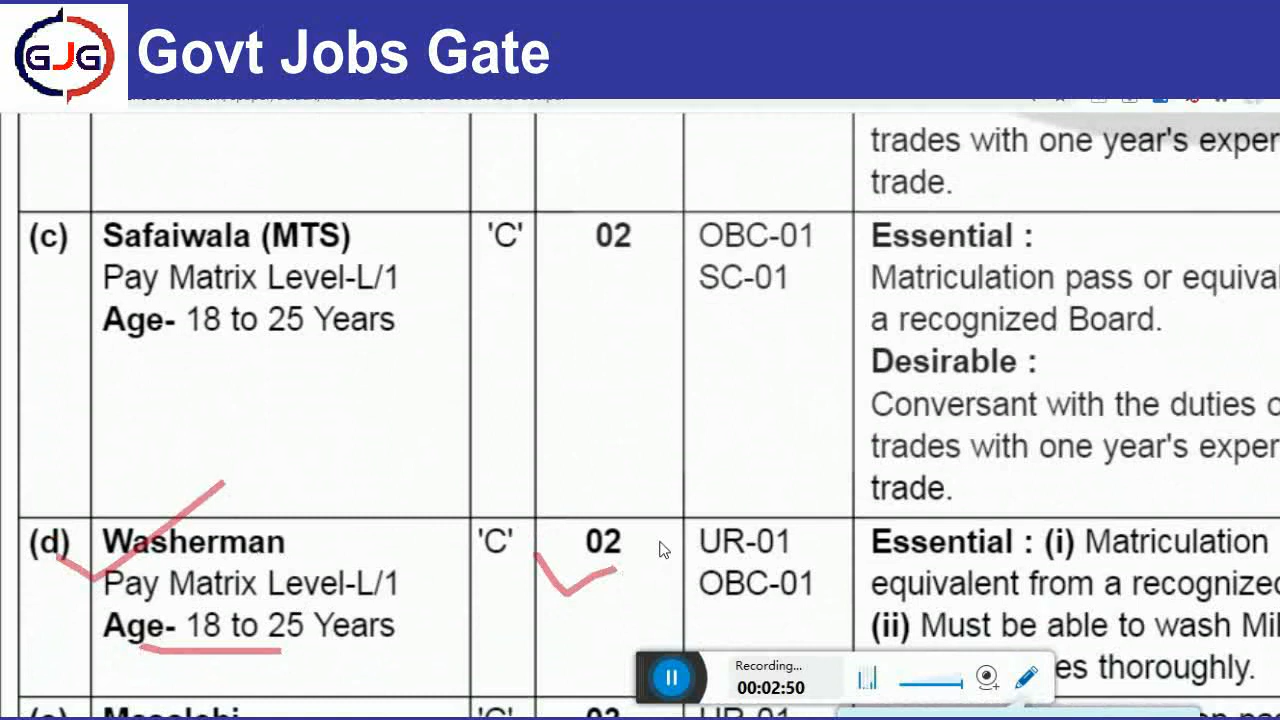 GJG Govt Jobs Gate
trades with one year's exper
trade.
(c) Safaiwala (MTS) 'C' 02 OBC-01 Essential :
Pay Matrix Level-L/1 SC-01 Matriculation pass or equival
Age- 18 to 25 Years a recognized Board.
Desirable :
Conversant with the duties o
trades with one year's exper
trade.
(d) Washerman 'C' 02 UR-01 Essential : (i) Matriculation
Pay Matrix Level-L/1 OBC-01 equivalent from a recognized
Age- 18 to 25 Years (ii) Must be able to wash Mil
es thoroughly.
Recording...
00:02:50